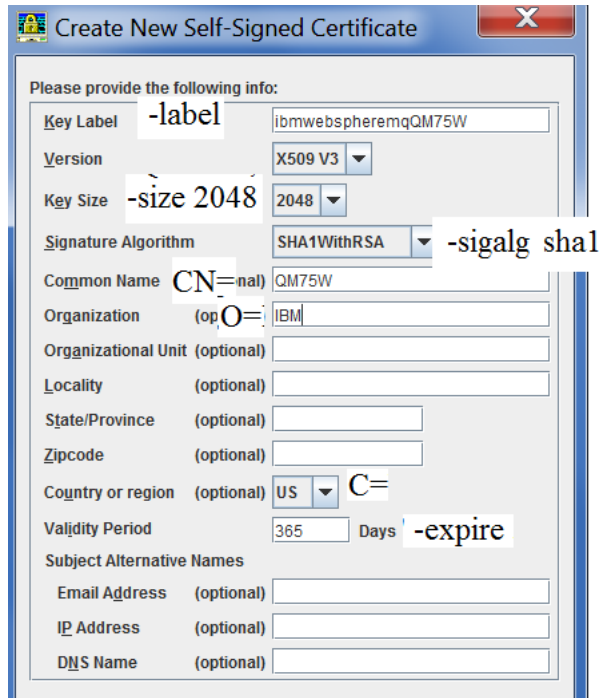 Create New Self-Signed Certificate
X
Please provide the following info:
Key Label -label ibmwebspheremqQM75W
Version X509 V3
Key Size -size 2048 2048
Signature Algorithm SHA1WithRSA -sigalg sha1
Common Name CN= nal) QM75W
Organization (op O= IBM
Organizational Unit (optional)
Locality (optional)
State/Province (optional)
Zipcode (optional)
Country or region (optional) US C=
Validity Period 365 Days -expire
Subject Alternative Names
Email Address (optional)
IP Address (optional)
DNS Name (optional)